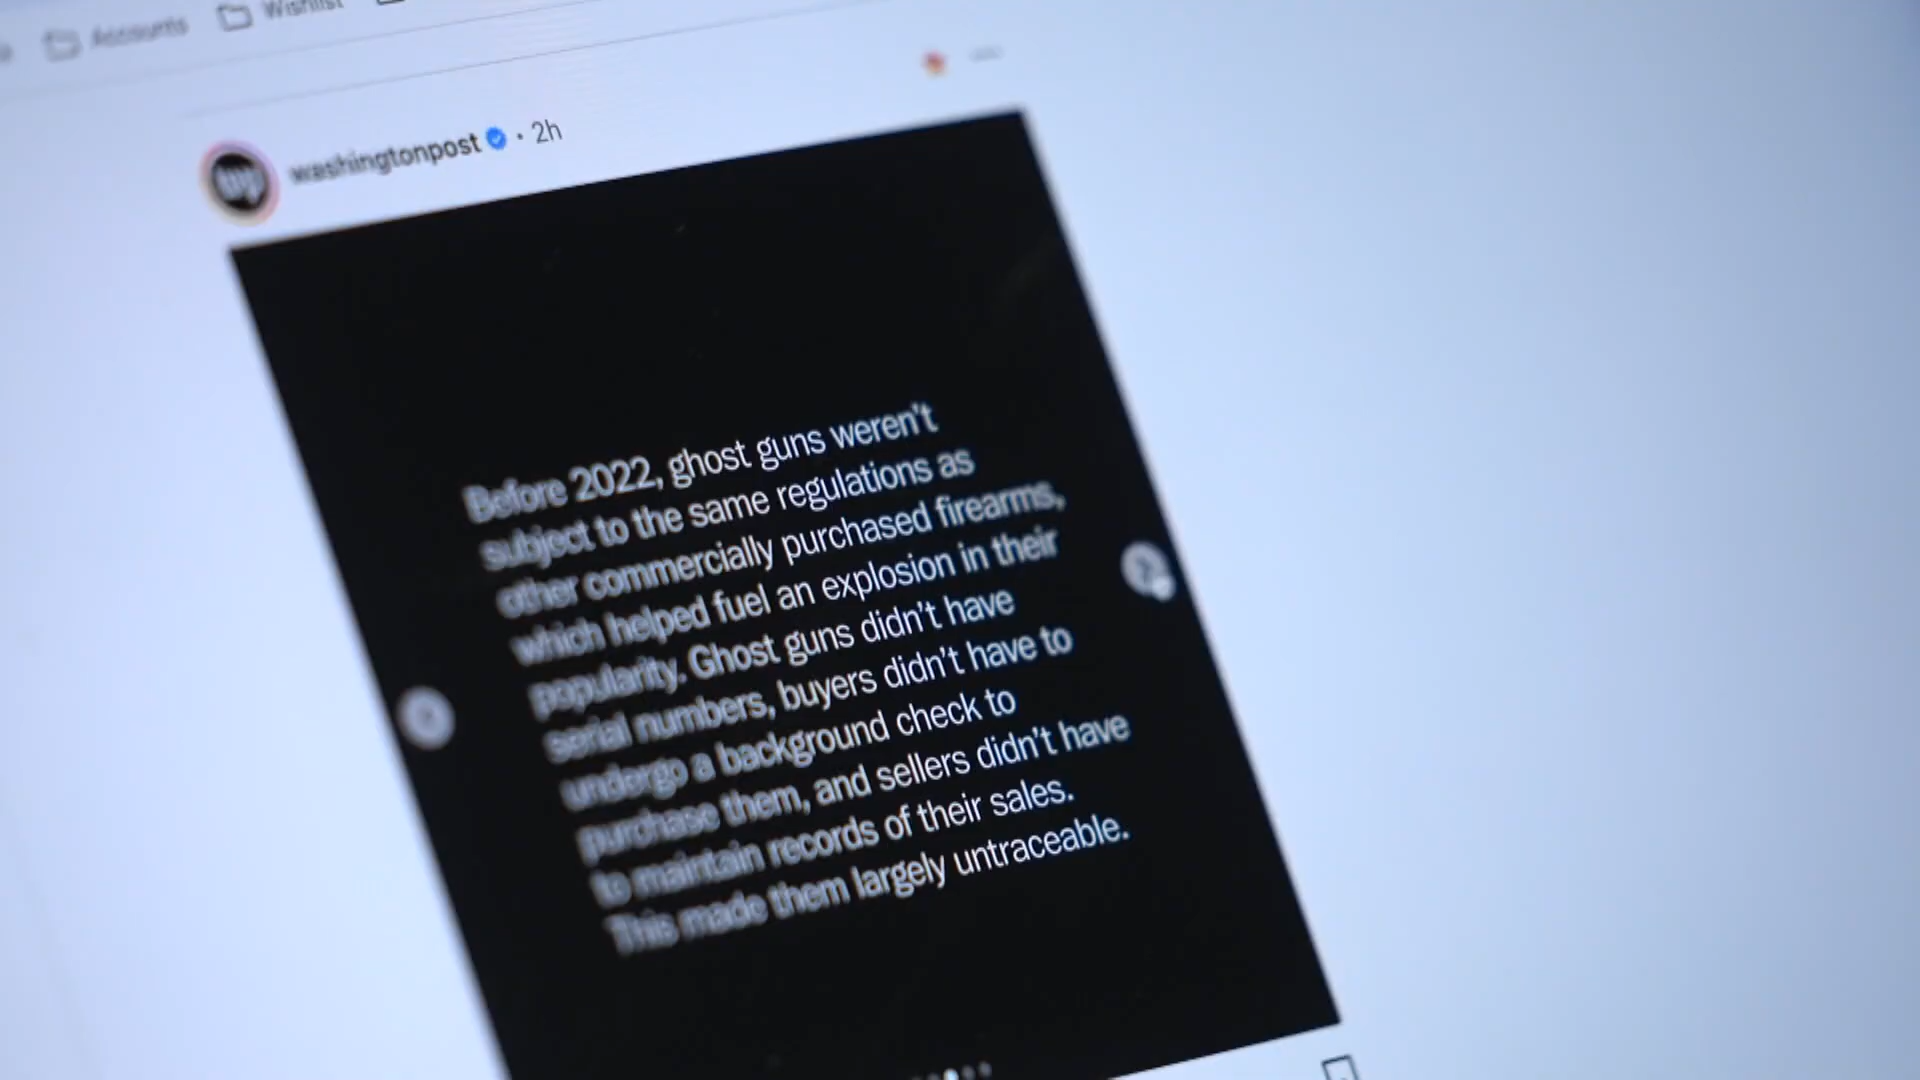 Accounts
Wishlist
washingtonpost • 2h
Before 2022, ghost guns weren't
subject to the same regulations as
other commercially purchased firearms,
which helped fuel an explosion in their
popularity. Ghost guns didn't have
serial numbers, buyers didn't have to
undergo a background check to
purchase them, and sellers didn't have
to maintain records of their sales.
This made them largely untraceable.